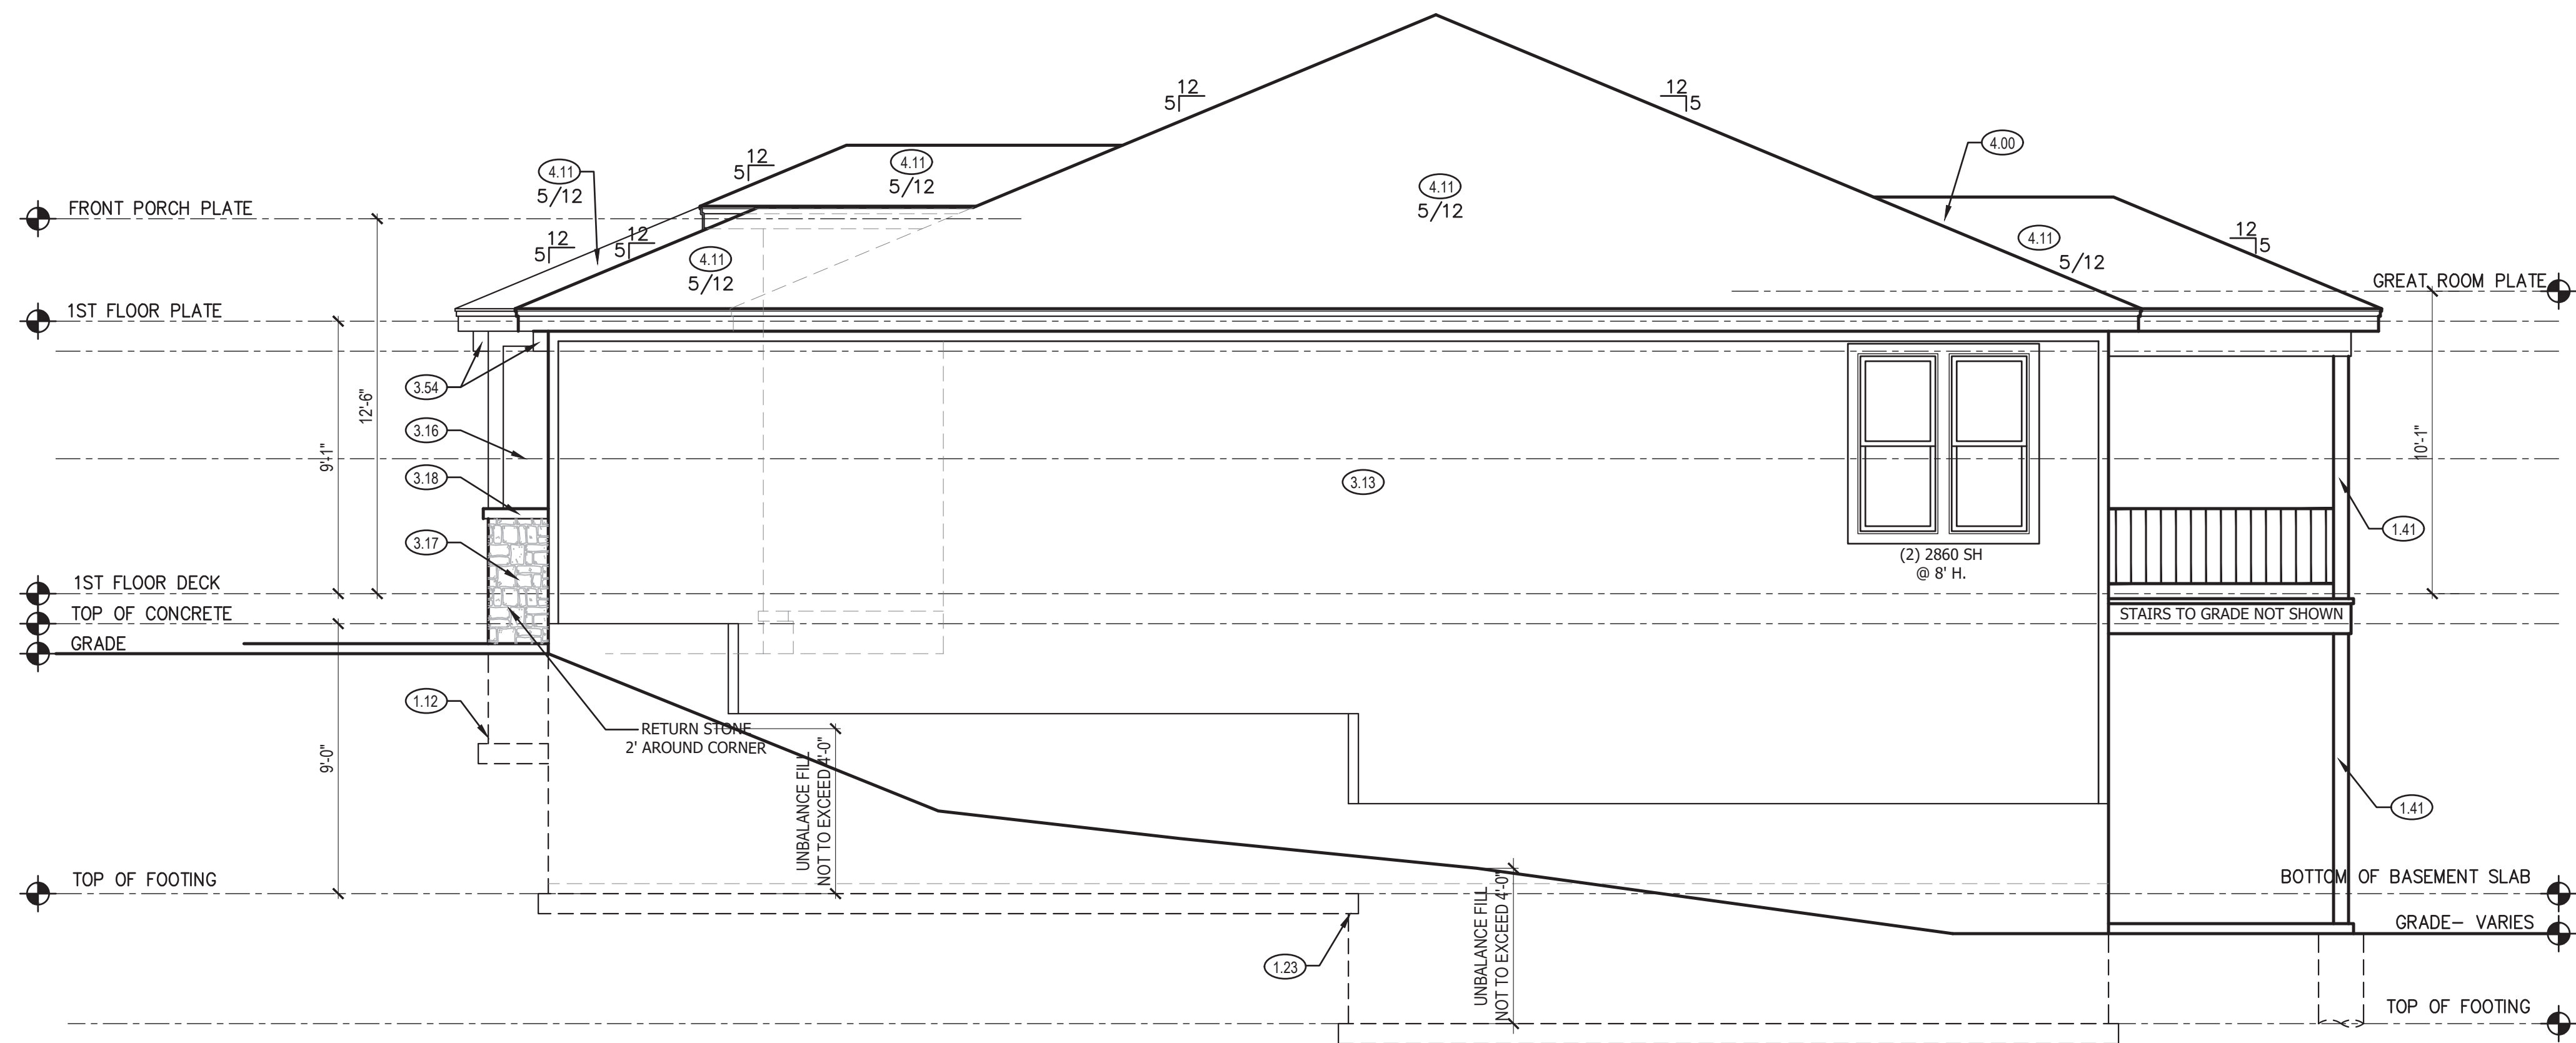 12
5
12
5
4.00
12
5
4.11
5/12
4.11
5/12
4.11
5/12
FRONT PORCH PLATE
12
5
12
5
12
5
4.11
5/12
4.11
5/12
GREAT ROOM PLATE
1ST FLOOR PLATE
3.54
12'-6"
9'-1"
10'-1"
3.16
3.18
3.13
3.17
1.41
(2) 2860 SH
@ 8' H.
1ST FLOOR DECK
TOP OF CONCRETE
GRADE
STAIRS TO GRADE NOT SHOWN
1.12
RETURN STONE
2' AROUND CORNER
9'-0"
UNBALANCE FILL
NOT TO EXCEED 4'-0"
1.41
TOP OF FOOTING
BOTTOM OF BASEMENT SLAB
UNBALANCE FILL
NOT TO EXCEED 4'-0"
GRADE- VARIES
1.23
TOP OF FOOTING